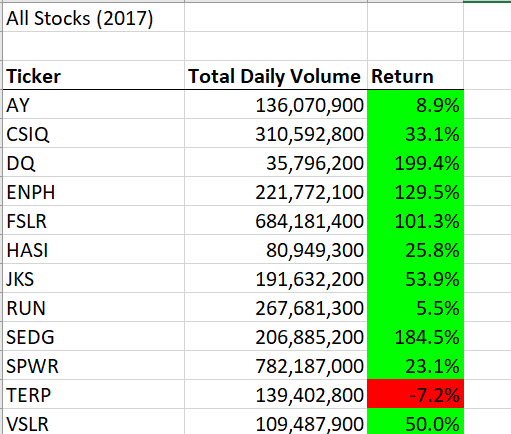 All Stocks (2017)
Ticker Total Daily Volume Return
AY 136,070,900 8.9%
CSIQ 310,592,800 33.1%
DQ 35,796,200 199.4%
ENPH 221,772,100 129.5%
FSLR 684,181,400 101.3%
HASI 80,949,300 25.8%
JKS 191,632,200 53.9%
RUN 267,681,300 5.5%
SEDG 206,885,200 184.5%
SPWR 782,187,000 23.1%
TERP 139,402,800 -7.2%
VSLR 109,487,900 50.0%